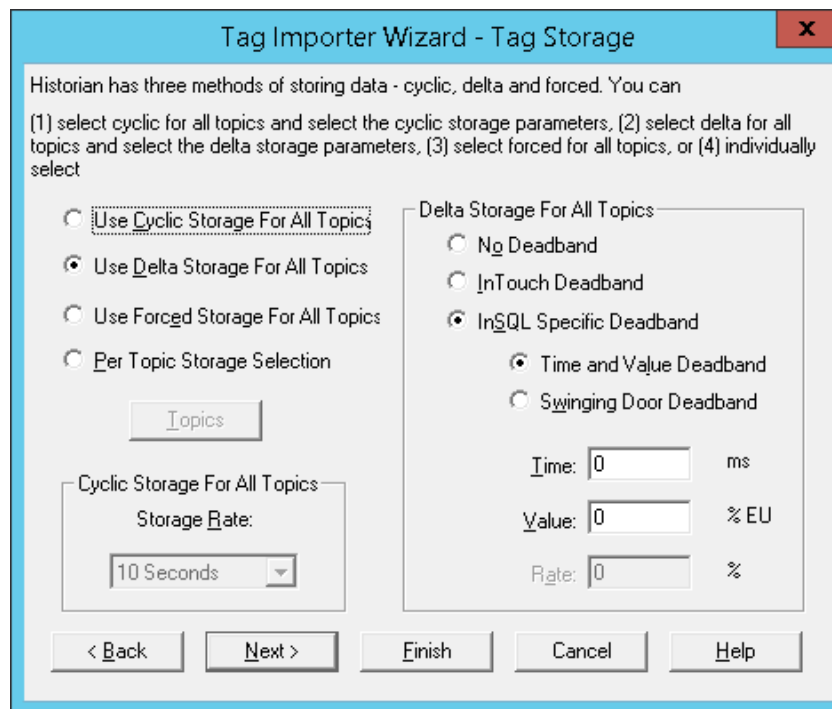 Tag Importer Wizard - Tag Storage
x
Historian has three methods of storing data - cyclic, delta and forced. You can
(1) select cyclic for all topics and select the cyclic storage parameters, (2) select delta for all
topics and select the delta storage parameters, (3) select forced for all topics, or (4) individually
select
Use Cyclic Storage For All Topics
Use Delta Storage For All Topics
Use Forced Storage For All Topics
Per Topic Storage Selection
Topics
Cyclic Storage For All Topics
Storage Rate:
10 Seconds
Delta Storage For All Topics
No Deadband
InTouch Deadband
InSQL Specific Deadband
Time and Value Deadband
Swinging Door Deadband
Time: 0 ms
Value: 0 % EU
Rate: 0 %
< Back Next > Finish Cancel Help